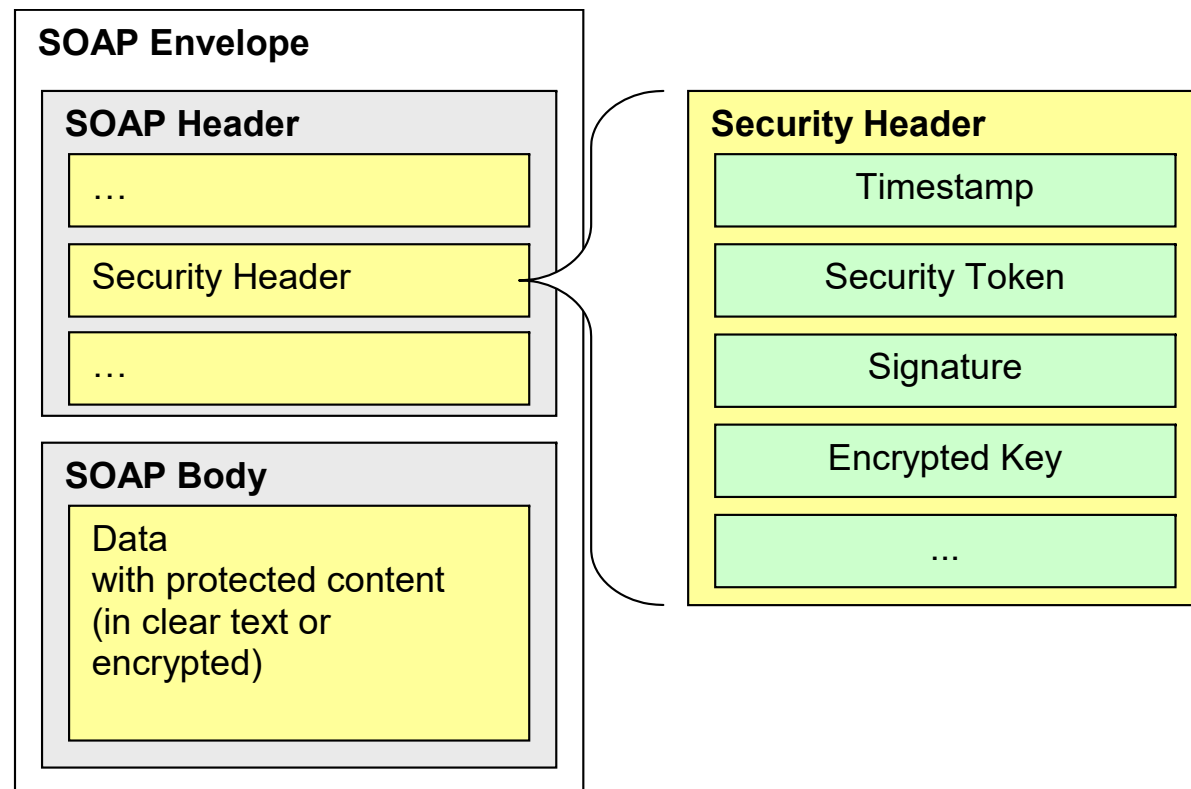 SOAP Envelope
SOAP Header
…
Security Header
…
SOAP Body
Data
with protected content
(in clear text or
encrypted)
Security Header
Timestamp
Security Token
Signature
Encrypted Key
...